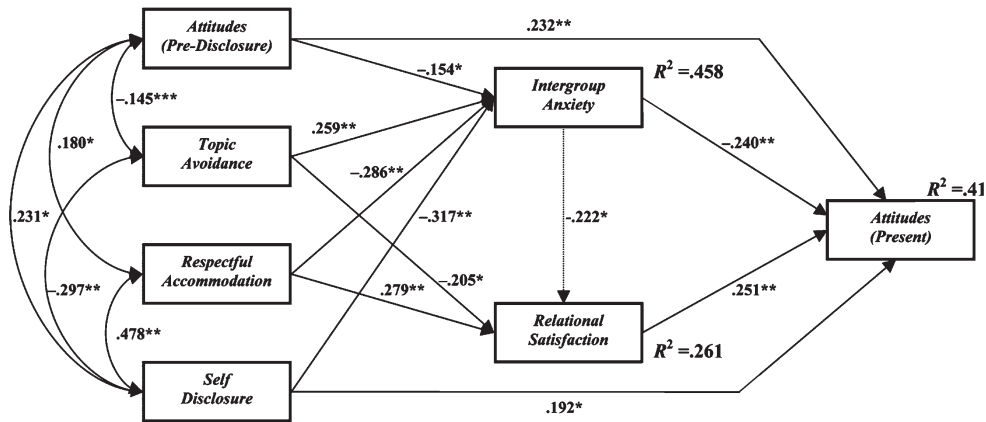 Attitudes
(Pre-Disclosure)
.232**
–.154*
Intergroup
Anxiety
R² =.458
–.145***
.180*
.259**
Topic
Avoidance
–.286**
–.240**
R² =.41
.231*
–.317**
-.222*
Attitudes
(Present)
Respectful
Accommodation
–.297**
.279**
–.205*
.251**
.478**
Relational
Satisfaction
R² =.261
Self
Disclosure
.192*